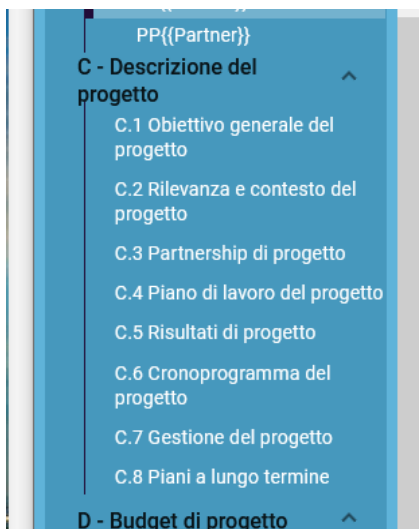 PP{{Partner}}
C - Descrizione del
progetto
C.1 Obiettivo generale del
progetto
C.2 Rilevanza e contesto del
progetto
C.3 Partnership di progetto
C.4 Piano di lavoro del progetto
C.5 Risultati di progetto
C.6 Cronoprogramma del
progetto
C.7 Gestione del progetto
C.8 Piani a lungo termine
D - Budget di progetto